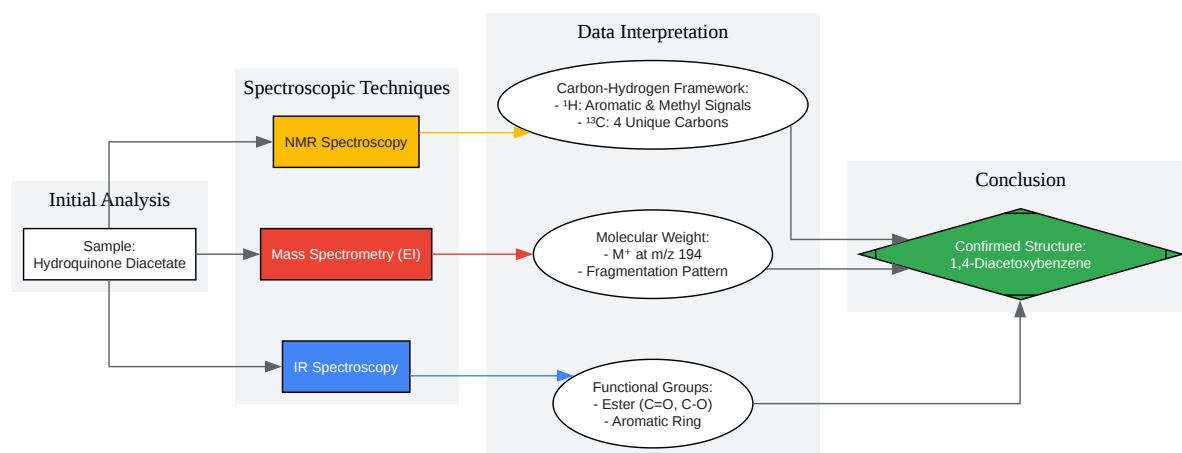 Initial Analysis
Sample:
Hydroquinone Diacetate
Spectroscopic Techniques
NMR Spectroscopy
Mass Spectrometry (EI)
IR Spectroscopy
Data Interpretation
Carbon-Hydrogen Framework:
- ¹H: Aromatic & Methyl Signals
- ¹³C: 4 Unique Carbons
Molecular Weight:
- M⁺ at m/z 194
- Fragmentation Pattern
Functional Groups:
- Ester (C=O, C-O)
- Aromatic Ring
Conclusion
Confirmed Structure:
1,4-Diacetoxybenzene